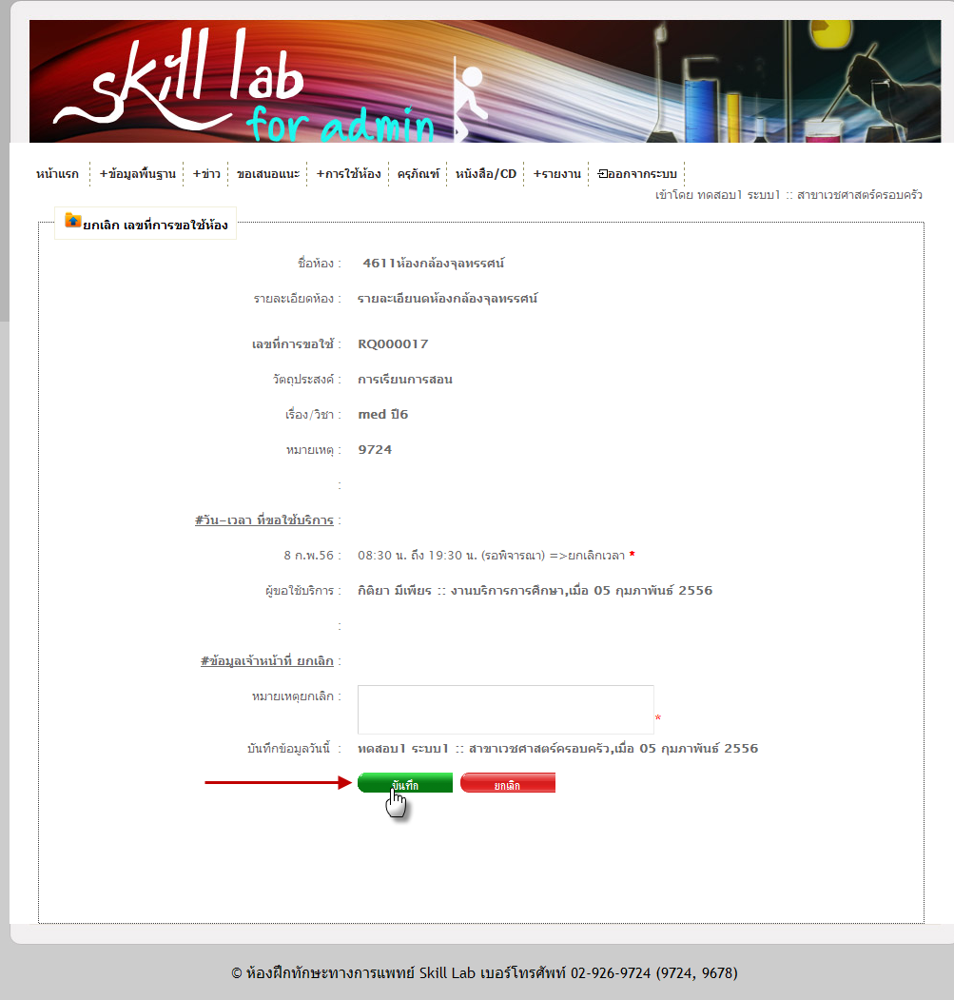 skill lab
for admin
หน้าแรก +ข้อมูลพื้นฐาน +ข่าว ขอเสนอแนะ +การใช้ห้อง ครุภัณฑ์ หนังสือ/CD +รายงาน ออกจากระบบ
เข้าโดย ทดสอบ1 ระบบ1 :: สาขาเวชศาสตร์ครอบครัว
ยกเลิก เลขที่การขอใช้ห้อง
ชื่อห้อง : 4611ห้องกล้องจุลทรรศน์
รายละเอียดห้อง : รายละเอียนดห้องกล้องจุลทรรศน์
เลขที่การขอใช้ : RQ000017
วัตถุประสงค์ : การเรียนการสอน
เรื่อง/วิชา : med ปี6
หมายเหตุ : 9724
:
#วัน-เวลา ที่ขอใช้บริการ :
8 ก.พ.56 : 08:30 น. ถึง 19:30 น. (รอพิจารณา) =>ยกเลิกเวลา *
ผู้ขอใช้บริการ : กิติยา มีเพียร :: งานบริการการศึกษา,เมื่อ 05 กุมภาพันธ์ 2556
:
#ข้อมูลเจ้าหน้าที่ ยกเลิก :
หมายเหตุยกเลิก : *
บันทึกข้อมูลวันนี้ : ทดสอบ1 ระบบ1 :: สาขาเวชศาสตร์ครอบครัว,เมื่อ 05 กุมภาพันธ์ 2556
บันทึก ยกเลิก
© ห้องฝึกทักษะทางการแพทย์ Skill Lab เบอร์โทรศัพท์ 02-926-9724 (9724, 9678)